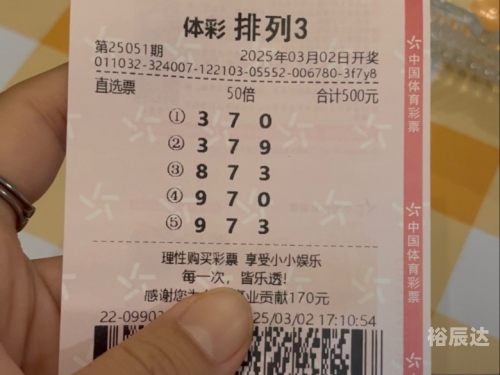 体彩 排列3
第25051期 2025年03月02日开奖
011032-324007-122103-05552-006780-3f7y8
直选票 50倍 合计500元
① 3 7 0
② 3 7 9
③ 8 7 3
④ 9 7 0
⑤ 9 7 3
理性购买彩票 享受小小娱乐
每一次，皆乐透！
感谢您为 业贡献170元
22-0990 25/03/02 17:10:54
中国体育彩票
中国体育彩票
裕辰达